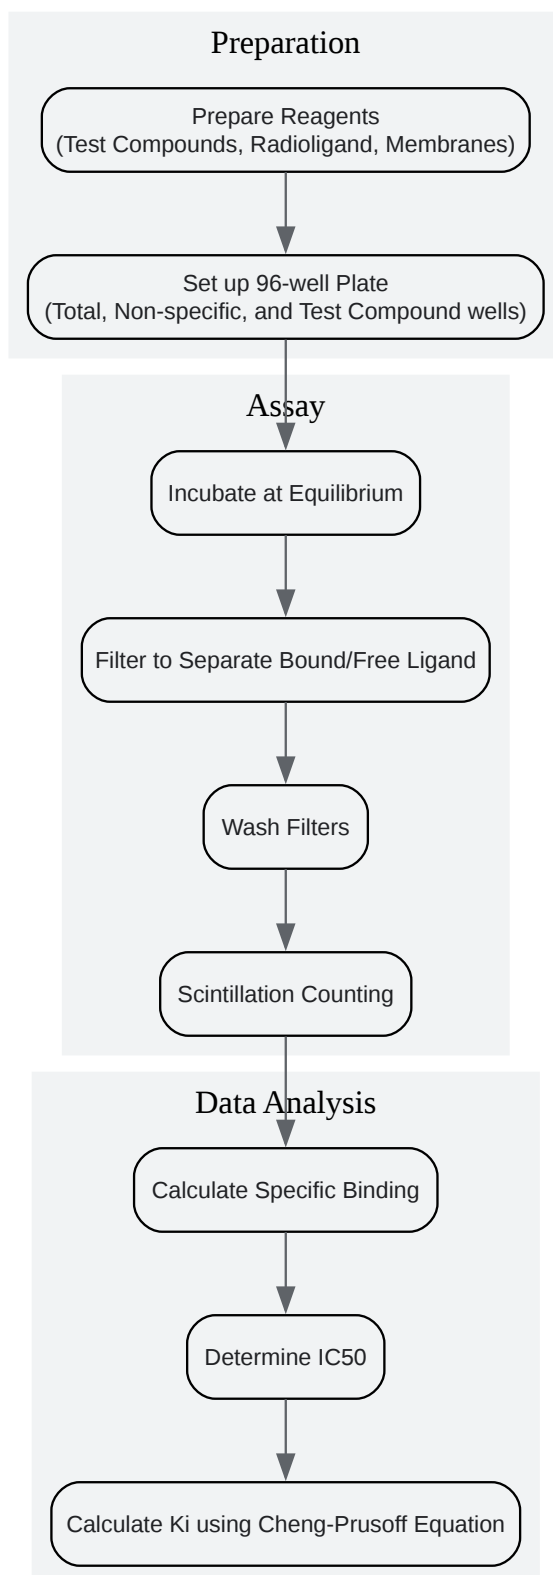 Preparation
Prepare Reagents
(Test Compounds, Radioligand, Membranes)
Set up 96-well Plate
(Total, Non-specific, and Test Compound wells)
Assay
Incubate at Equilibrium
Filter to Separate Bound/Free Ligand
Wash Filters
Scintillation Counting
Data Analysis
Calculate Specific Binding
Determine IC50
Calculate Ki using Cheng-Prusoff Equation